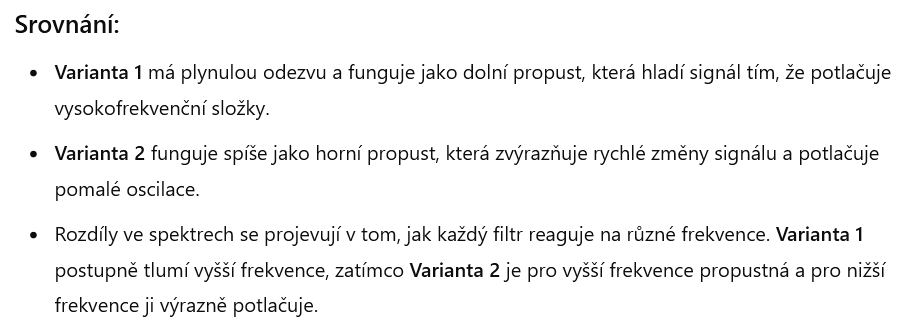 Srovnání:
• Varianta 1 má plynulou odezvu a funguje jako dolní propust, která hladí signál tím, že potlačuje
vysokofrekvenční složky.
• Varianta 2 funguje spíše jako horní propust, která zvýrazňuje rychlé změny signálu a potlačuje
pomalé oscilace.
• Rozdíly ve spektrech se projevují v tom, jak každý filtr reaguje na různé frekvence. Varianta 1
postupně tlumí vyšší frekvence, zatímco Varianta 2 je pro vyšší frekvence propustná a pro nižší
frekvence ji výrazně potlačuje.